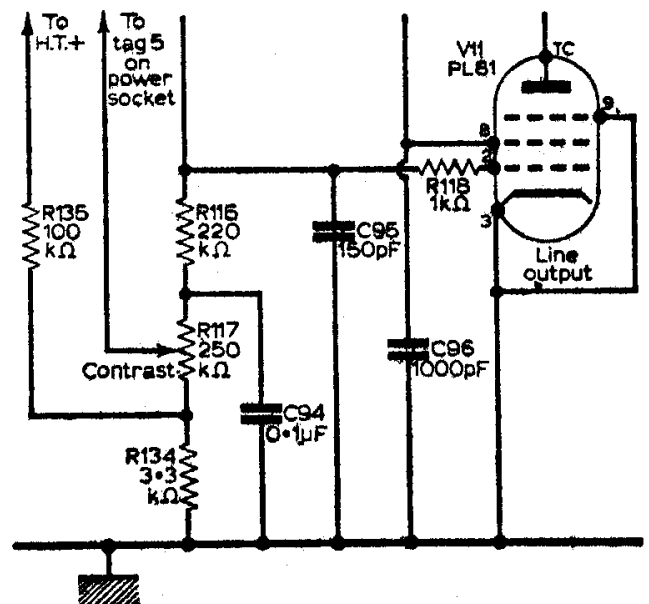 To
H.T.+
To
tag 5
on
power
socket
V11
PL81
TC
9
8
R118
1kΩ
3
R135
100
kΩ
R116
220
kΩ
C95
150pF
Line
output
R117
250
kΩ
Contrast
C96
1000pF
C94
0·1μF
R134
3·3
kΩ